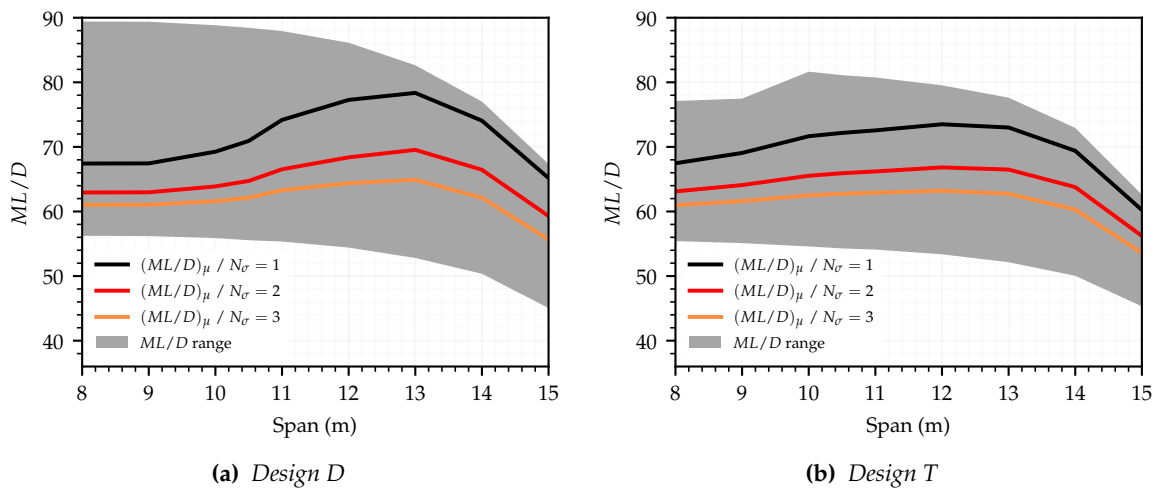 90
80
70
60
50
40
ML/D
(ML/D)μ / Nσ = 1
(ML/D)μ / Nσ = 2
(ML/D)μ / Nσ = 3
ML/D range
8 9 10 11 12 13 14 15
Span (m)
(a) Design D
90
80
70
60
50
40
ML/D
(ML/D)μ / Nσ = 1
(ML/D)μ / Nσ = 2
(ML/D)μ / Nσ = 3
ML/D range
8 9 10 11 12 13 14 15
Span (m)
(b) Design T